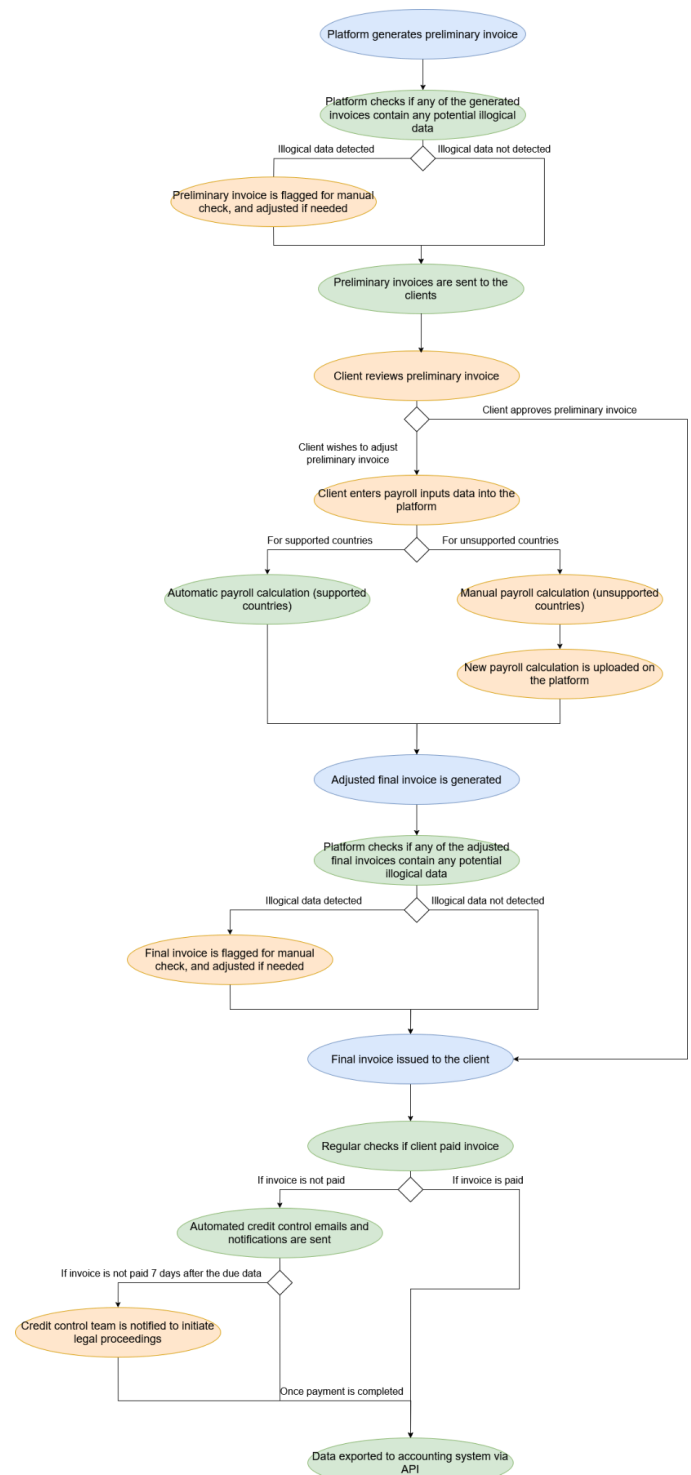 Platform generates preliminary invoice
Platform checks if any of the generated
invoices contain any potential illogical
data
Illogical data detected
Illogical data not detected
Preliminary invoice is flagged for manual
check, and adjusted if needed
Preliminary invoices are sent to the
clients
Client reviews preliminary invoice
Client approves preliminary invoice
Client wishes to adjust
preliminary invoice
Client enters payroll inputs data into the
platform
For supported countries
For unsupported countries
Automatic payroll calculation (supported
countries)
Manual payroll calculation (unsupported
countries)
New payroll calculation is uploaded on
the platform
Adjusted final invoice is generated
Platform checks if any of the adjusted
final invoices contain any potential
illogical data
Illogical data detected
Illogical data not detected
Final invoice is flagged for manual
check, and adjusted if needed
Final invoice issued to the client
Regular checks if client paid invoice
If invoice is not paid
If invoice is paid
Automated credit control emails and
notifications are sent
If invoice is not paid 7 days after the due data
Credit control team is notified to initiate
legal proceedings
Once payment is completed
Data exported to accounting system via
API